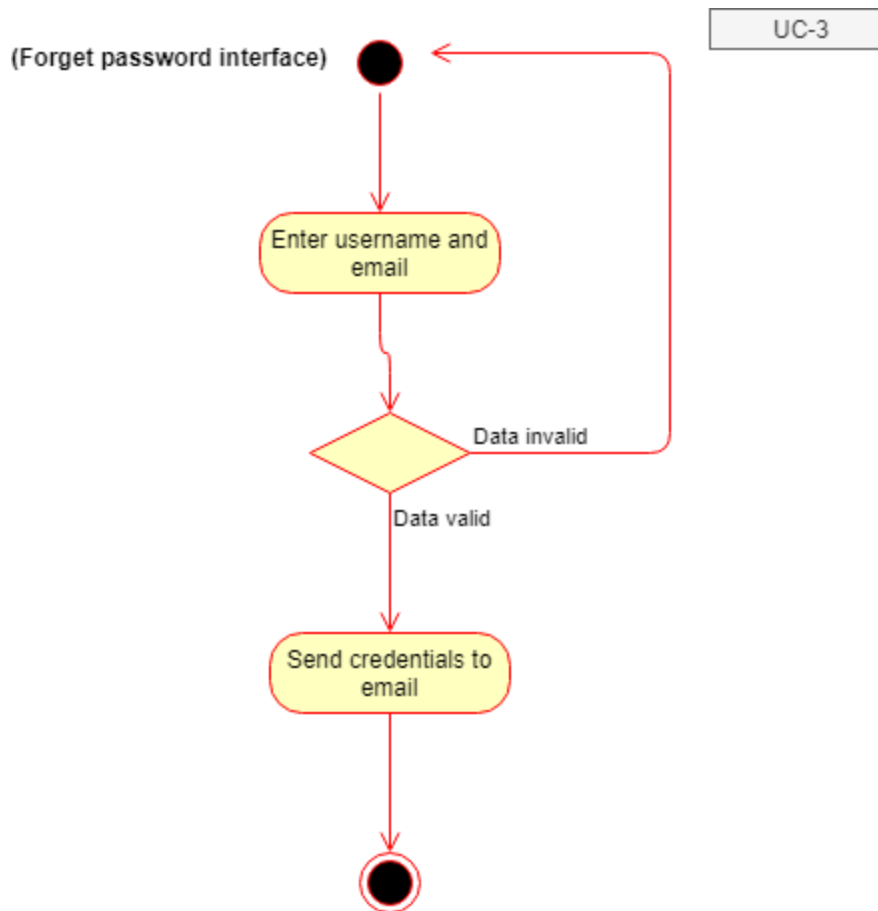 UC-3
(Forget password interface)
Enter username and
email
Data invalid
Data valid
Send credentials to
email